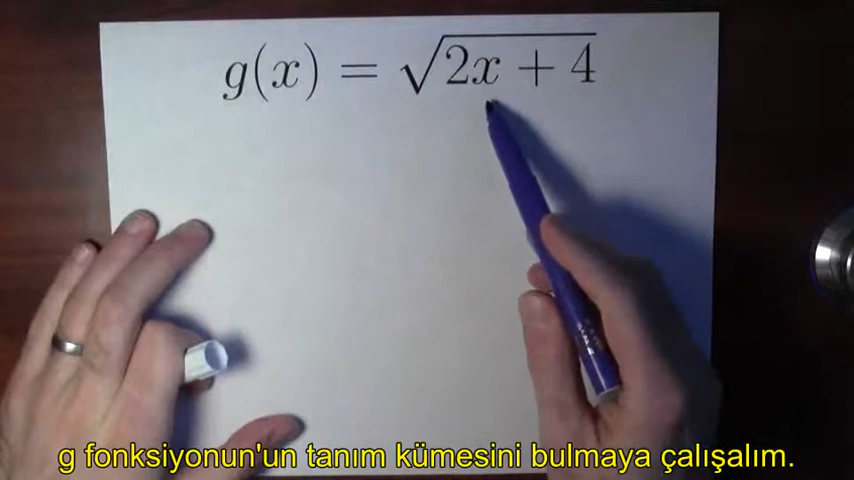 g(x) = √(2x + 4)
g fonksiyonun'un tanım kümesini bulmaya çalışalım.